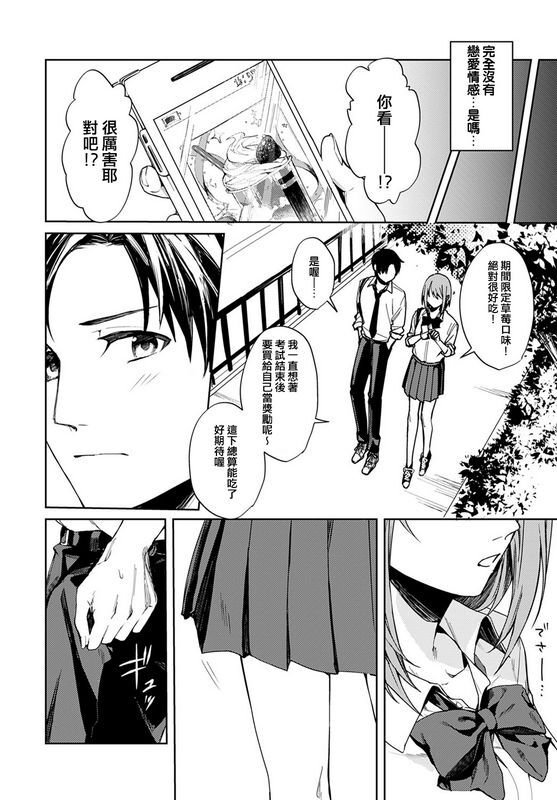 完全沒有
戀愛情感…是嗎…
你看
…!?
很厲害耶
對吧!?
期間限定草莓口味!
絕對很好吃!
是喔……
我一直想著
考試結束後
要買給自己當獎勵呢~
這下總算能吃了
好期待喔
でさー…
ギュッ